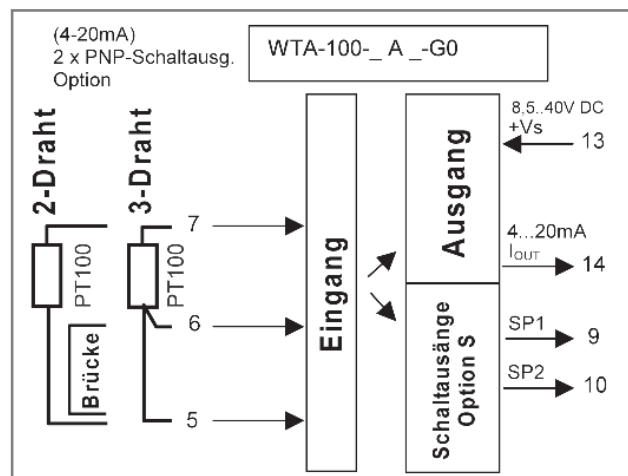 (4-20mA)
2 x PNP-Schaltausg.
Option
WTA-100-_ A _-G0
2-Draht
3-Draht
PT100
PT100
Brücke
7
6
5
Eingang
Ausgang
Schaltausänge
Option S
8,5..40V DC
+Vs
13
4...20mA
IOUT
14
SP1
9
SP2
10